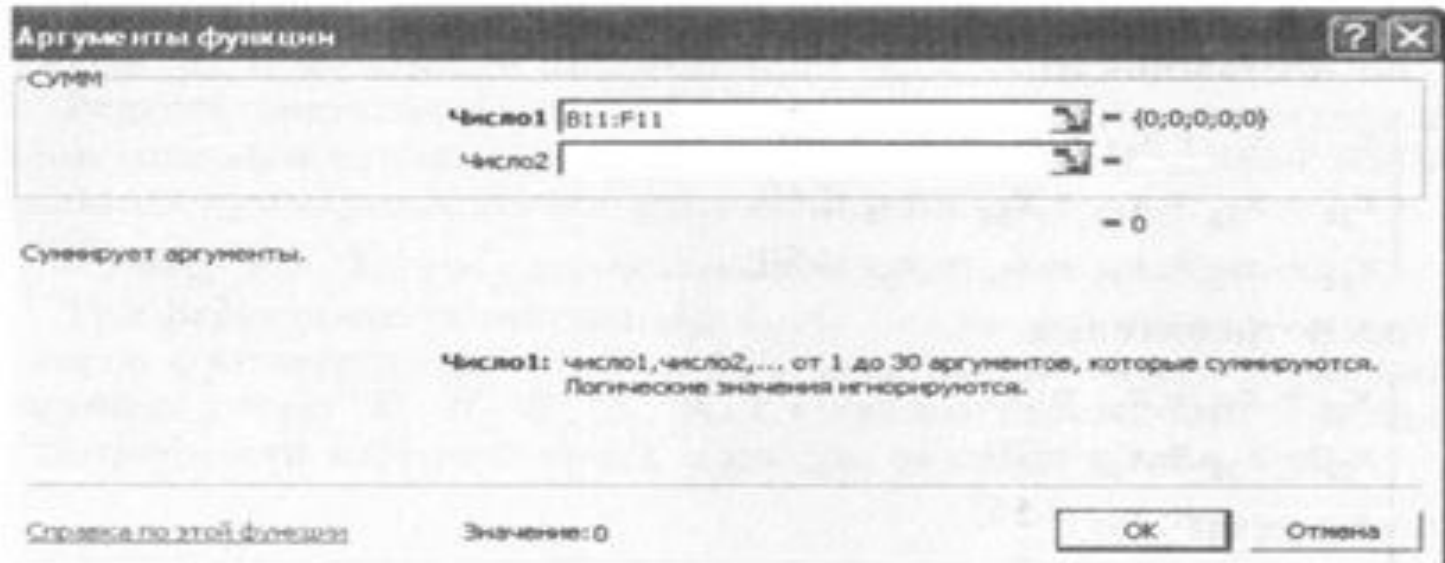 Аргументы функции
СУММ
Число1 B11:F11 = {0;0;0;0;0}
Число2 =
= 0
Суммирует аргументы.
Число1: число1,число2,... от 1 до 30 аргументов, которые суммируются.
Логические значения игнорируются.
Справка по этой функции Значение:0 ОК Отмена